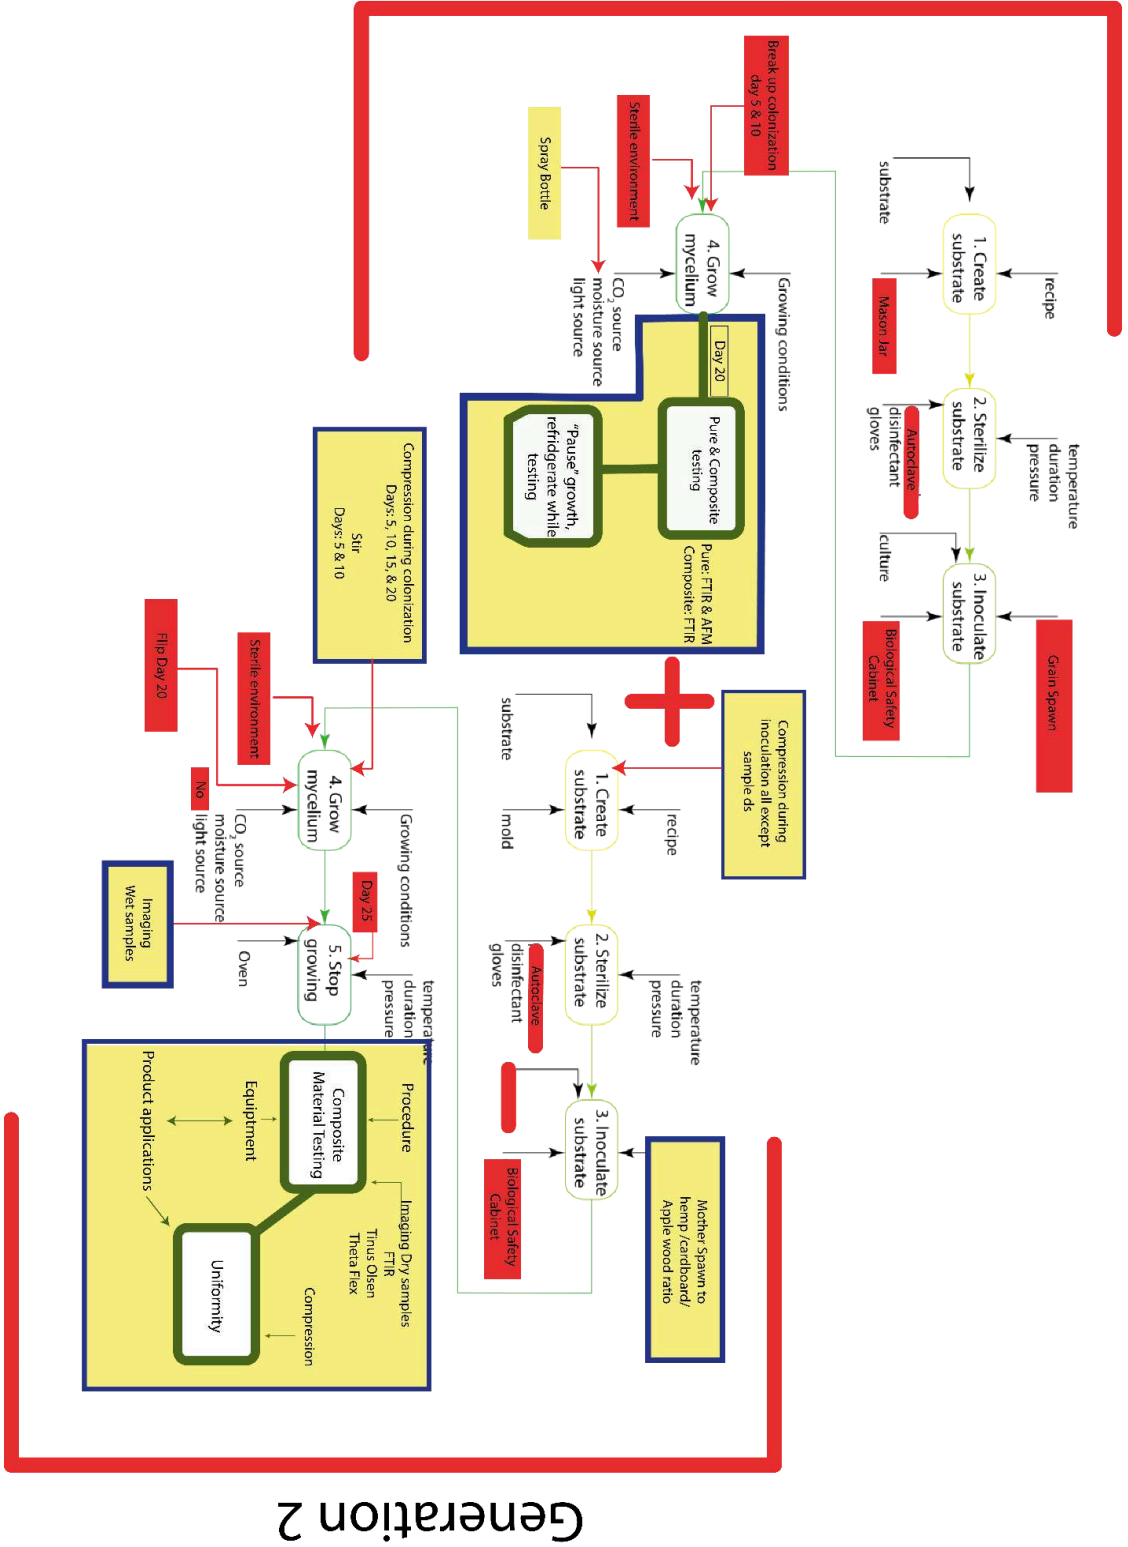 Generation 2
substrate
recipe
1. Create
substrate
Mason Jar
temperature
duration
pressure
2. Sterilize
substrate
Autoclave
disinfectant
gloves
culture
Grain Spawn
3. Inoculate
substrate
Biological Safety
Cabinet
Break up colonization
day 5 & 10
Sterile environment
Spray Bottle
Growing conditions
4. Grow
mycelium
CO2 source
moisture source
light source
Day 20
Pure & Composite
testing
Pure: FTIR & AFM
Composite: FTIR
"Pause" growth,
refridgerate while
testing
Compression during
inoculation all except
sample ds
substrate
recipe
1. Create
substrate
mold
temperature
duration
pressure
2. Sterilize
substrate
Autoclave
disinfectant
gloves
Mother Spawn to
hemp /cardboard/
Apple wood ratio
3. Inoculate
substrate
Biological Safety
Cabinet
Compression during colonization
Days: 5, 10, 15, & 20
Stir
Days: 5 & 10
Sterile environment
Flip Day 20
Growing conditions
4. Grow
mycelium
No
CO2 source
moisture source
light source
Day 25
temperature
duration
pressure
5. Stop
growing
Oven
Imaging
Wet samples
Procedure
Composite
Material Testing
Equiptment
Product applications
Imaging Dry samples
FTIR
Tinus Olsen
Theta Flex
Uniformity
Compression